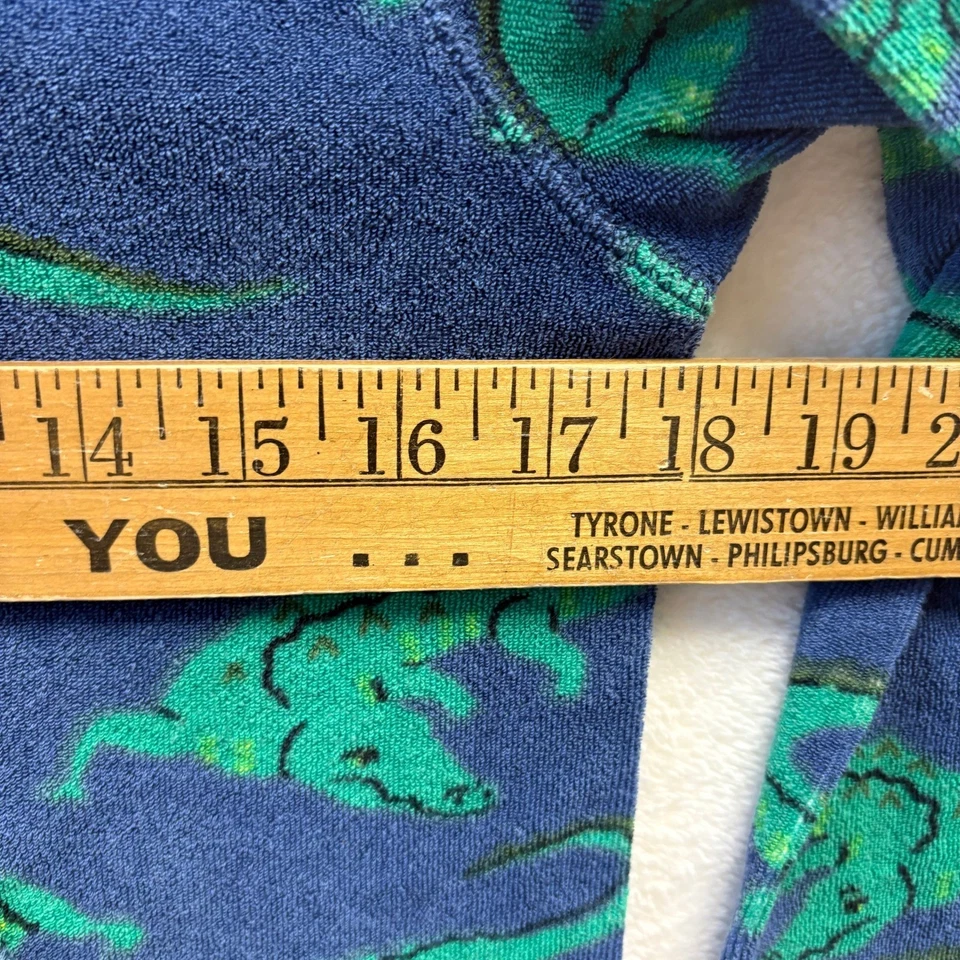 14 15 16 17 18 19
YOU ...
TYRONE - LEWISTOWN -
SEARSTOWN - PHILIPSBURG -